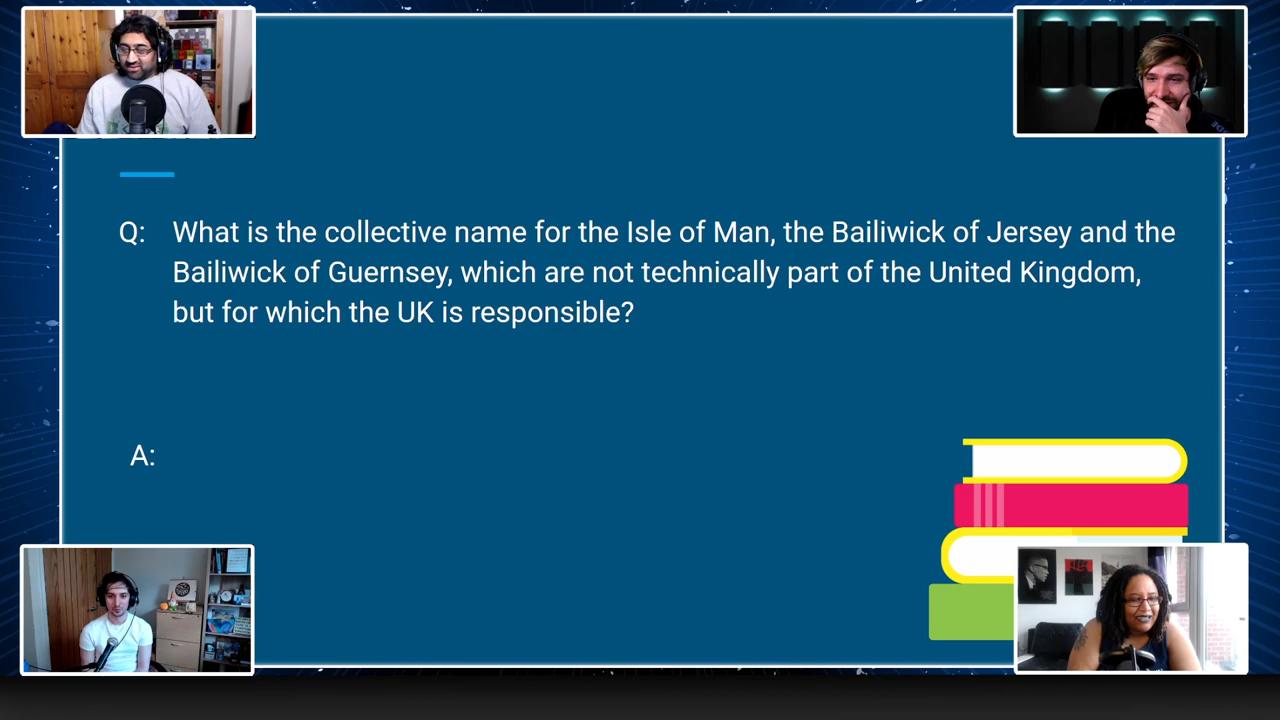 Q: What is the collective name for the Isle of Man, the Bailiwick of Jersey and the
Bailiwick of Guernsey, which are not technically part of the United Kingdom,
but for which the UK is responsible?
A: